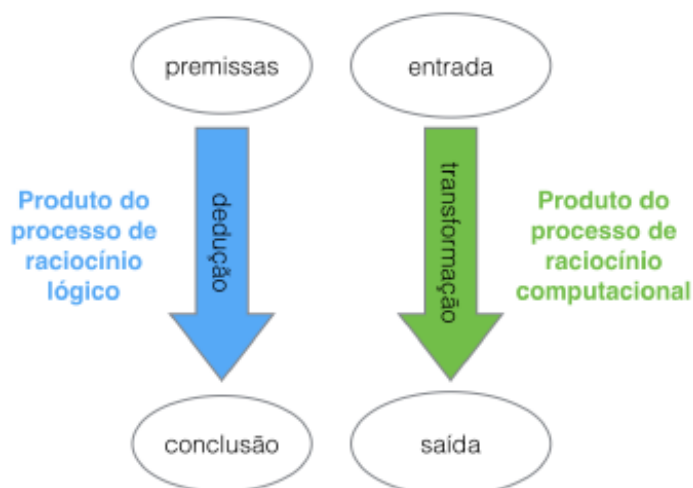 premissas
entrada
Produto do
processo de
raciocínio
lógico
dedução
transformação
Produto do
processo de
raciocínio
computacional
conclusão
saída